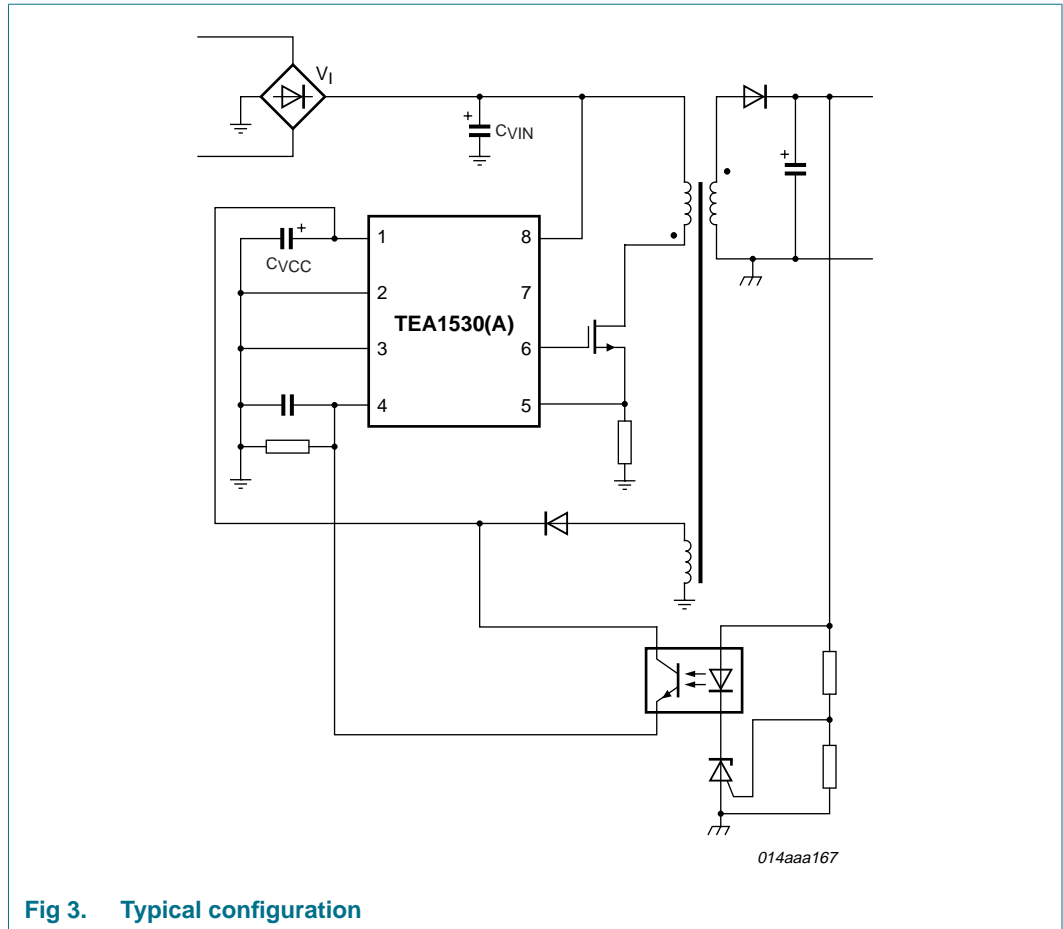 VI
+
CVIN
+
+
CVCC
1
8
2
7
TEA1530(A)
3
6
4
5
014aaa167
Fig 3. Typical configuration